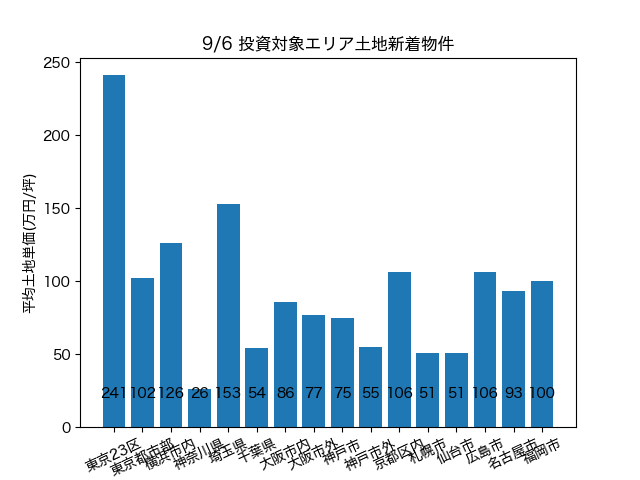 9/6 投資対象エリア土地新着物件
平均土地単価(万円/坪)
250
200
150
100
50
0
241 102 126 26 153 54 86 77 75 55 106 51 51 106 93 100
東京23区 東京都市部 横浜市内 神奈川県 埼玉県 千葉県 大阪市内 大阪市外 神戸市 神戸市外 京都区内 札幌市 仙台市 広島市 名古屋市 福岡市